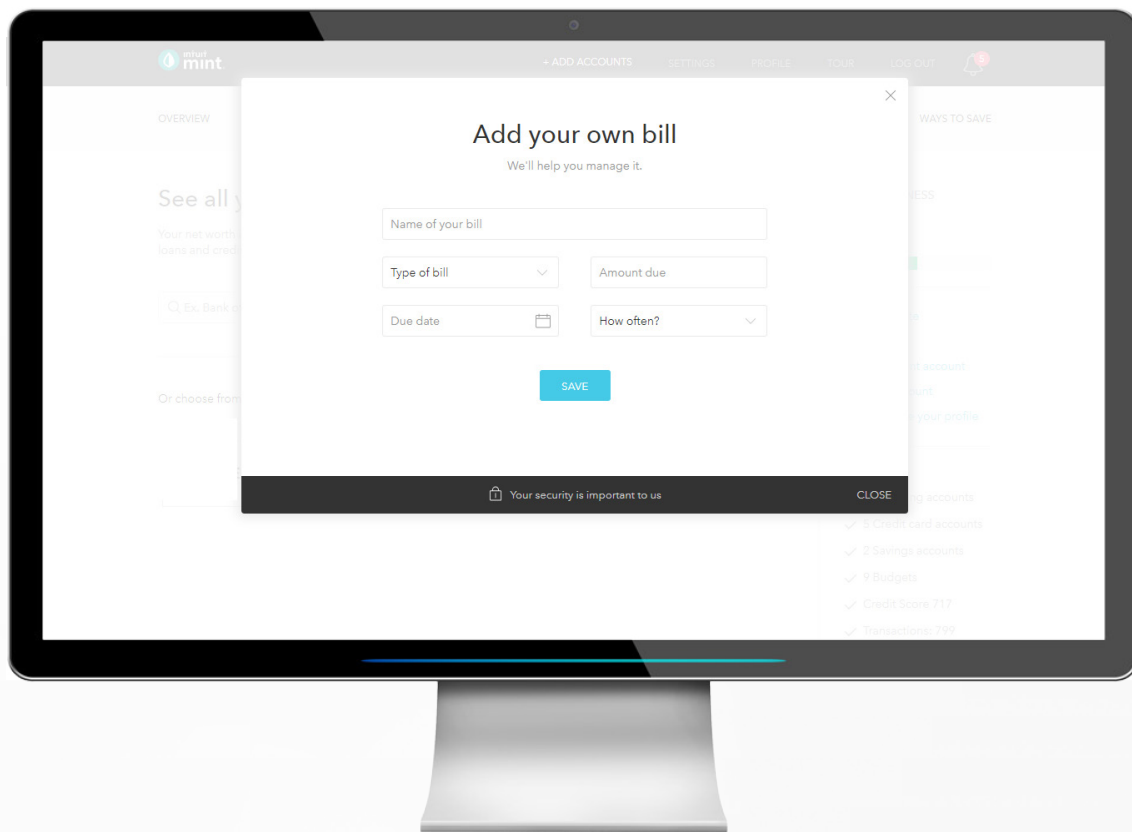 intuit
mint
+ ADD ACCOUNTS SETTINGS PROFILE TOUR LOG OUT 5
OVERVIEW WAYS TO SAVE
See all
Your net worth
loans and cred
Ex. Bank
Or choose from
Add your own bill
We'll help you manage it.
Name of your bill
Type of bill Amount due
Due date How often?
SAVE
Your security is important to us CLOSE
account
your profile
accounts
5 Credit card accounts
2 Savings accounts
9 Budgets
Credit Score 717
Transactions: 799